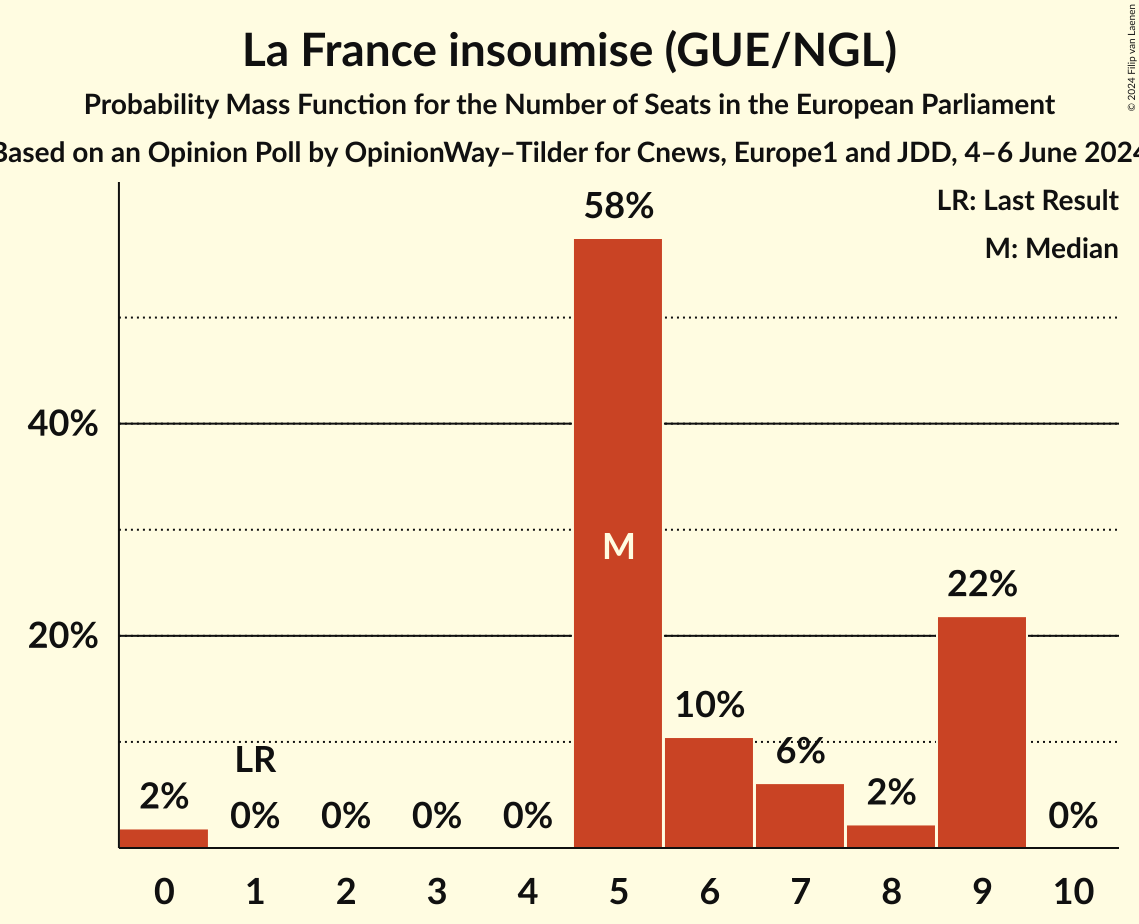 © 2024 Filip van Laenen
La France insoumise (GUE/NGL)
Probability Mass Function for the Number of Seats in the European Parliament
Based on an Opinion Poll by OpinionWay–Tilder for Cnews, Europe1 and JDD, 4–6 June 2024
LR: Last Result
M: Median
58%
40%
M
22%
20%
10%
6%
LR
2%
2%
0%
0%
0%
0%
0%
0 1 2 3 4 5 6 7 8 9 10